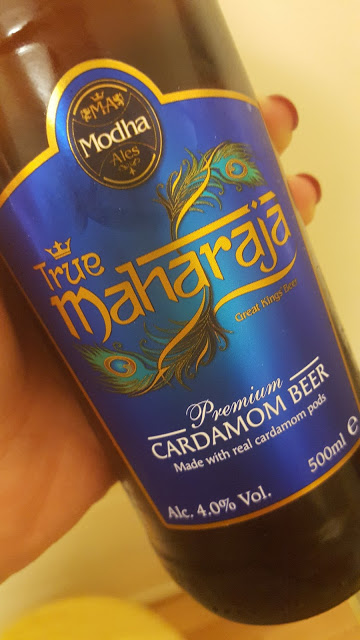 MA
Modha
Ales
True
Maharaja
Great Kings Beer
Premium
CARDAMOM BEER
Made with real cardamom pods
Alc. 4.0% Vol.
500ml e